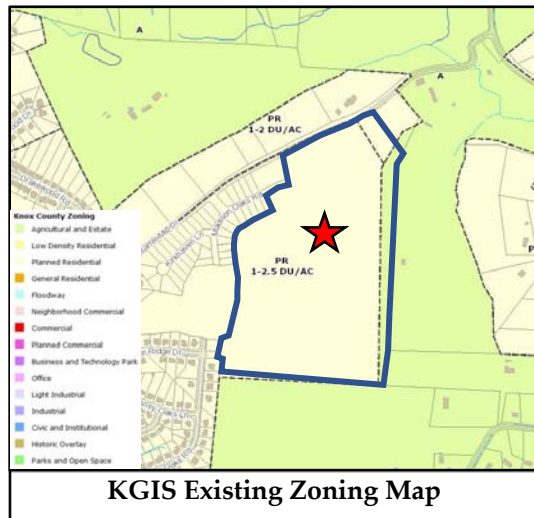 A
A
PR
1-2 DU/AC
PR
1-2.5 DU/AC
Knox County Zoning
Agricultural and Estate
Low Density Residential
Planned Residential
General Residential
Floodway
Neighborhood Commercial
Commercial
Planned Commercial
Business and Technology Park
Office
Light Industrial
Industrial
Civic and Institutional
Historic Overlay
Parks and Open Space
KGIS Existing Zoning Map